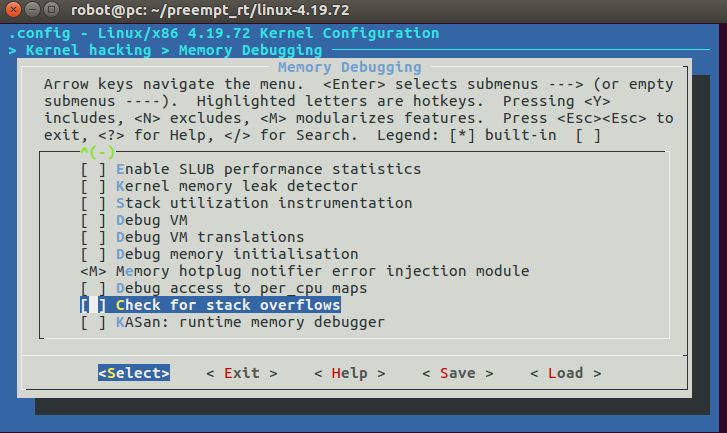 robot@pc: ~/preempt_rt/linux-4.19.72
.config - Linux/x86 4.19.72 Kernel Configuration
> Kernel hacking > Memory Debugging
Memory Debugging
Arrow keys navigate the menu.  <Enter> selects submenus ---> (or empty
submenus ----).  Highlighted letters are hotkeys.  Pressing <Y>
includes, <N> excludes, <M> modularizes features.  Press <Esc><Esc> to
exit, <?> for Help, </> for Search.  Legend: [*] built-in  [ ]
^(-)
[ ] Enable SLUB performance statistics
[ ] Kernel memory leak detector
[ ] Stack utilization instrumentation
[ ] Debug VM
[ ] Debug VM translations
[ ] Debug memory initialisation
<M> Memory hotplug notifier error injection module
[ ] Debug access to per_cpu maps
[ ] Check for stack overflows
[ ] KASan: runtime memory debugger
<Select>    < Exit >    < Help >    < Save >    < Load >